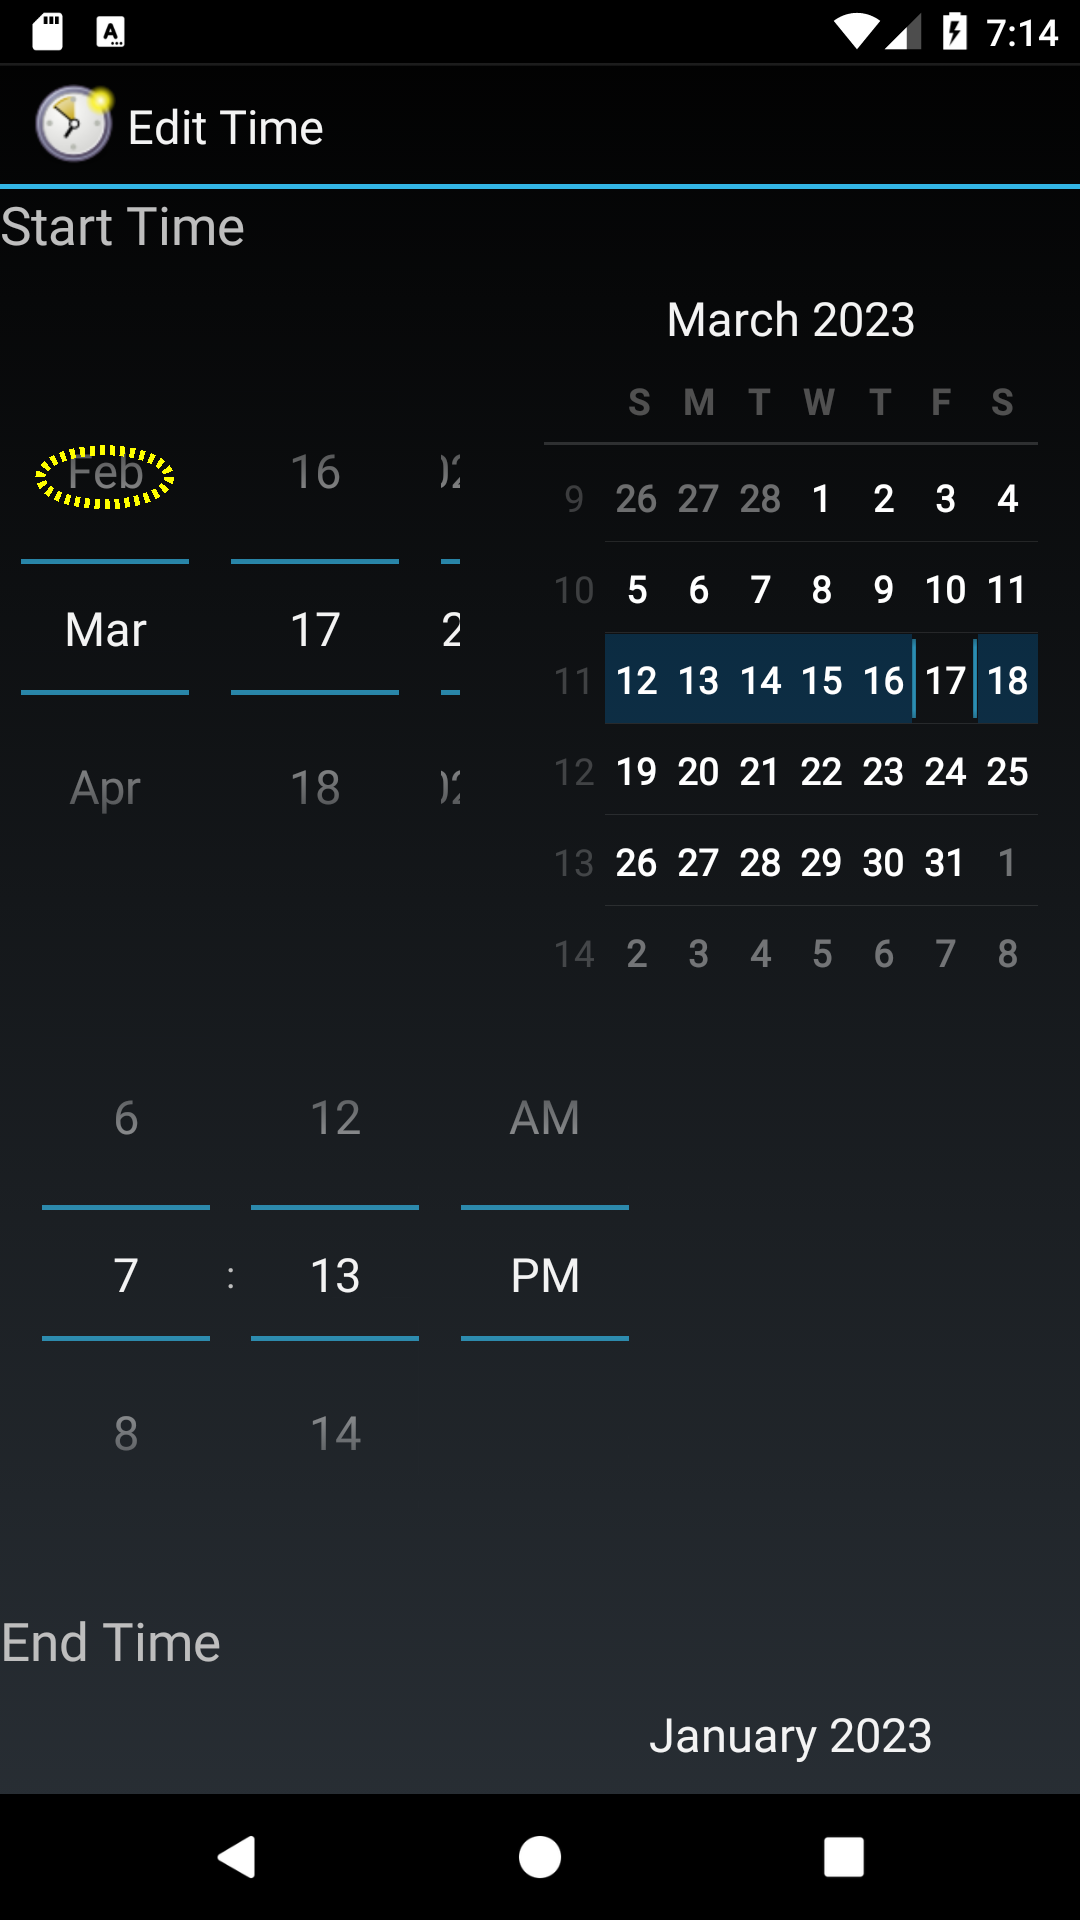 7:14
Edit Time
Start Time
March 2023
S M T W T F S
Feb 16
9 26 27 28 1 2 3 4
10 5 6 7 8 9 10 11
Mar 17 2
11 12 13 14 15 16 17 18
Apr 18
12 19 20 21 22 23 24 25
13 26 27 28 29 30 31 1
14 2 3 4 5 6 7 8
6 12 AM
7 : 13 PM
8 14
End Time
January 2023